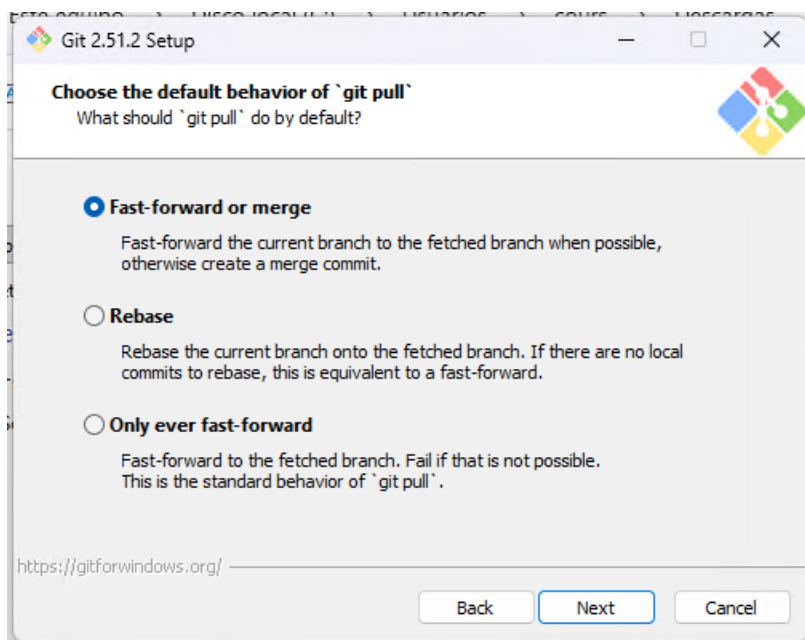 Git 2.51.2 Setup
Choose the default behavior of `git pull`
What should `git pull` do by default?
Fast-forward or merge
Fast-forward the current branch to the fetched branch when possible,
otherwise create a merge commit.
Rebase
Rebase the current branch onto the fetched branch. If there are no local
commits to rebase, this is equivalent to a fast-forward.
Only ever fast-forward
Fast-forward to the fetched branch. Fail if that is not possible.
This is the standard behavior of `git pull`.
https://gitforwindows.org/
Back Next Cancel